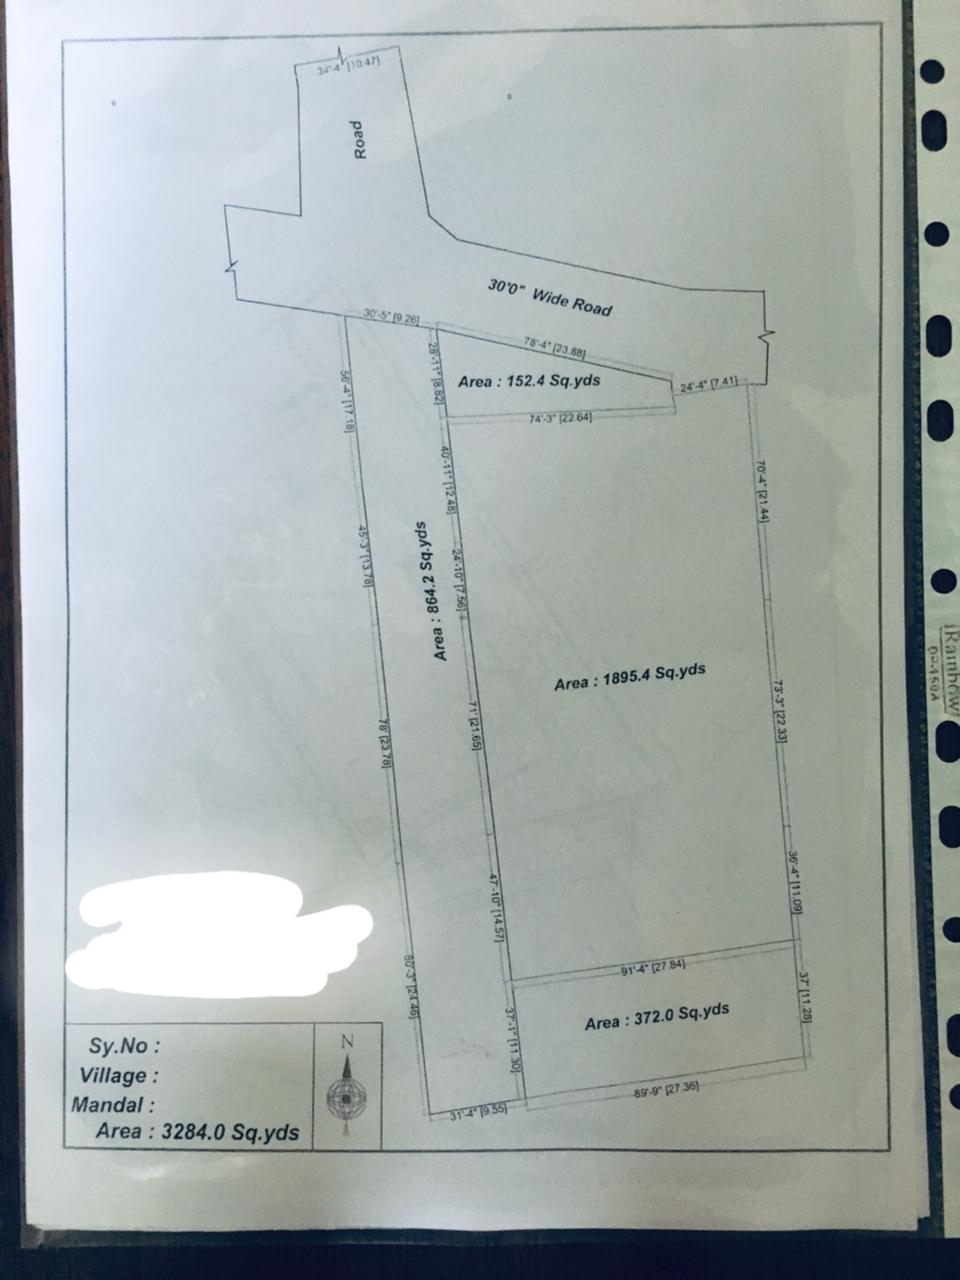 34'-4" [10.47]
Road
30'0" Wide Road
30'-5" [9.26]
78'-4" [23.88]
28'-11" [8.82]
Area : 152.4 Sq.yds
24'-4" [7.41]
74'-3" [22.64]
56'-4" [17.18]
40'-11" [12.48]
70'-4" [21.44]
45'-3" [13.78]
24'-10" [7.56]
Area : 864.2 Sq.yds
Area : 1895.4 Sq.yds
78' [23.78]
71' [21.65]
73'-3" [22.33]
47'-10" [14.57]
36'-4" [11.09]
80'-3" [24.46]
91'-4" [27.84]
37' [11.28]
37'-1" [11.30]
Area : 372.0 Sq.yds
89'-9" [27.36]
31'-4" [9.55]
Sy.No :
Village :
Mandal :
Area : 3284.0 Sq.yds
N
Rainbow
DP-150A